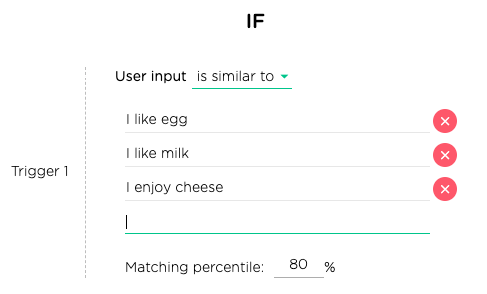 IF
User input is similar to
I like egg
I like milk
Trigger 1
I enjoy cheese
Matching percentile: 80 %